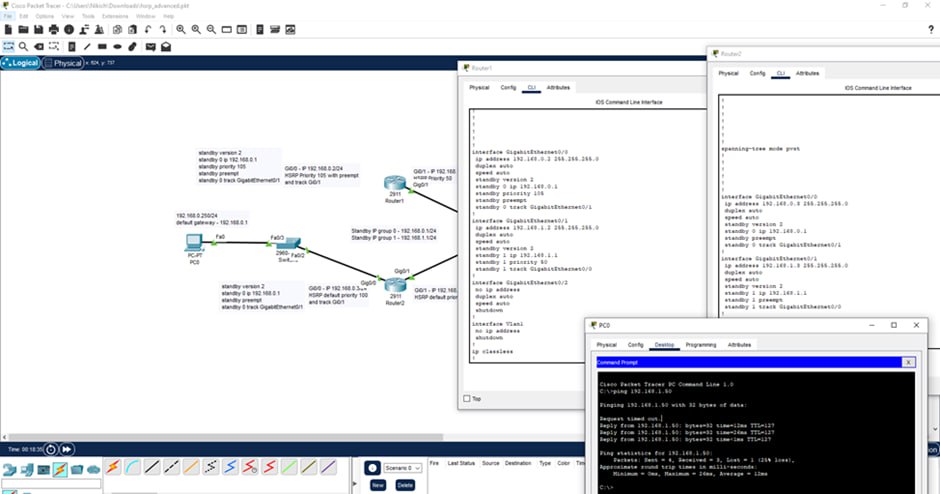 Cisco Packet Tracer - C:\Users\Nikolh\Downloads\hsrp_advanced.pkt
File Edit Options View Tools Extensions Window Help
?
Logical
Physical
x: 624, y: 737
standby version 2
standby 0 ip 192.168.0.1
standby priority 105
standby preempt
standby 0 track GigabitEthernet0/1
Gi0/0 - IP 192.168.0.2/24
HSRP Priority 105 with preempt
and track Gi0/1
Gi0/1 - IP 192.168
HSRP Priority 50
Gig0/1
2911
Router1
192.168.0.250/24
default gateway - 192.168.0.1
Fa0
Fa0/3
PC-PT
PC0
2960
Swit
Fa0/2
Standby IP group 0 - 192.168.0.1/24
Standby IP group 1 - 192.168.1.1/24
Gig0/1
Gig0/0
2911
Router2
standby version 2
standby 0 ip 192.168.0.1
standby preempt
standby 0 track GigabitEthernet0/1
Gi0/0 - IP 192.168.0.3
HSRP default priority 100
and track Gi0/1
Gi0/1 - IP 192.168
HSRP default prior
Router1
Physical Config CLI Attributes
IOS Command Line Interface
!
!
!
!
interface GigabitEthernet0/0
ip address 192.168.0.2 255.255.255.0
duplex auto
speed auto
standby version 2
standby 0 ip 192.168.0.1
standby priority 105
standby preempt
standby 0 track GigabitEthernet0/1
!
interface GigabitEthernet0/1
ip address 192.168.1.2 255.255.255.0
duplex auto
speed auto
standby version 2
standby 1 ip 192.168.1.1
standby 1 priority 50
standby 1 track GigabitEthernet0/0
!
interface GigabitEthernet0/2
no ip address
duplex auto
speed auto
shutdown
!
interface Vlan1
no ip address
shutdown
!
ip classless
!
Top
Router2
Physical Config CLI Attributes
IOS Command Line Interface
!
!
!
!
spanning-tree mode pvst
!
!
!
!
interface GigabitEthernet0/0
ip address 192.168.0.3 255.255.255.0
duplex auto
speed auto
standby version 2
standby 0 ip 192.168.0.1
standby preempt
standby 0 track GigabitEthernet0/1
!
interface GigabitEthernet0/1
ip address 192.168.1.3 255.255.255.0
duplex auto
speed auto
standby version 2
standby 1 ip 192.168.1.1
standby 1 preempt
standby 1 track GigabitEthernet0/0
PC0
Physical Config Desktop Programming Attributes
Command Prompt
X
Cisco Packet Tracer PC Command Line 1.0
C:\>ping 192.168.1.50
Pinging 192.168.1.50 with 32 bytes of data:
Request timed out.
Reply from 192.168.1.50: bytes=32 time=12ms TTL=127
Reply from 192.168.1.50: bytes=32 time=26ms TTL=127
Reply from 192.168.1.50: bytes=32 time<1ms TTL=127
Ping statistics for 192.168.1.50:
Packets: Sent = 4, Received = 3, Lost = 1 (25% loss),
Approximate round trip times in milli-seconds:
Minimum = 0ms, Maximum = 26ms, Average = 12ms
C:\>
Time: 00:18:35
Scenario 0
New
Delete
Fire Last Status Source Destination Type Color Time